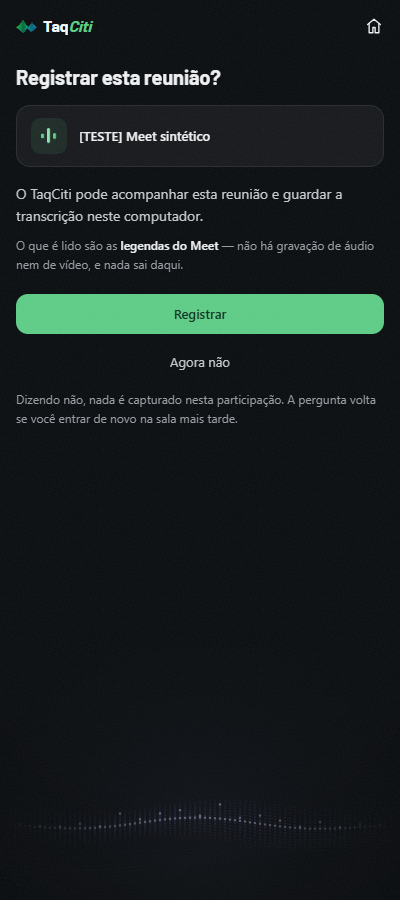 TaqCiti
Registrar esta reunião?
[TESTE] Meet sintético
O TaqCiti pode acompanhar esta reunião e guardar a
transcrição neste computador.
O que é lido são as legendas do Meet — não há gravação de áudio
nem de vídeo, e nada sai daqui.
Registrar
Agora não
Dizendo não, nada é capturado nesta participação. A pergunta volta
se você entrar de novo na sala mais tarde.